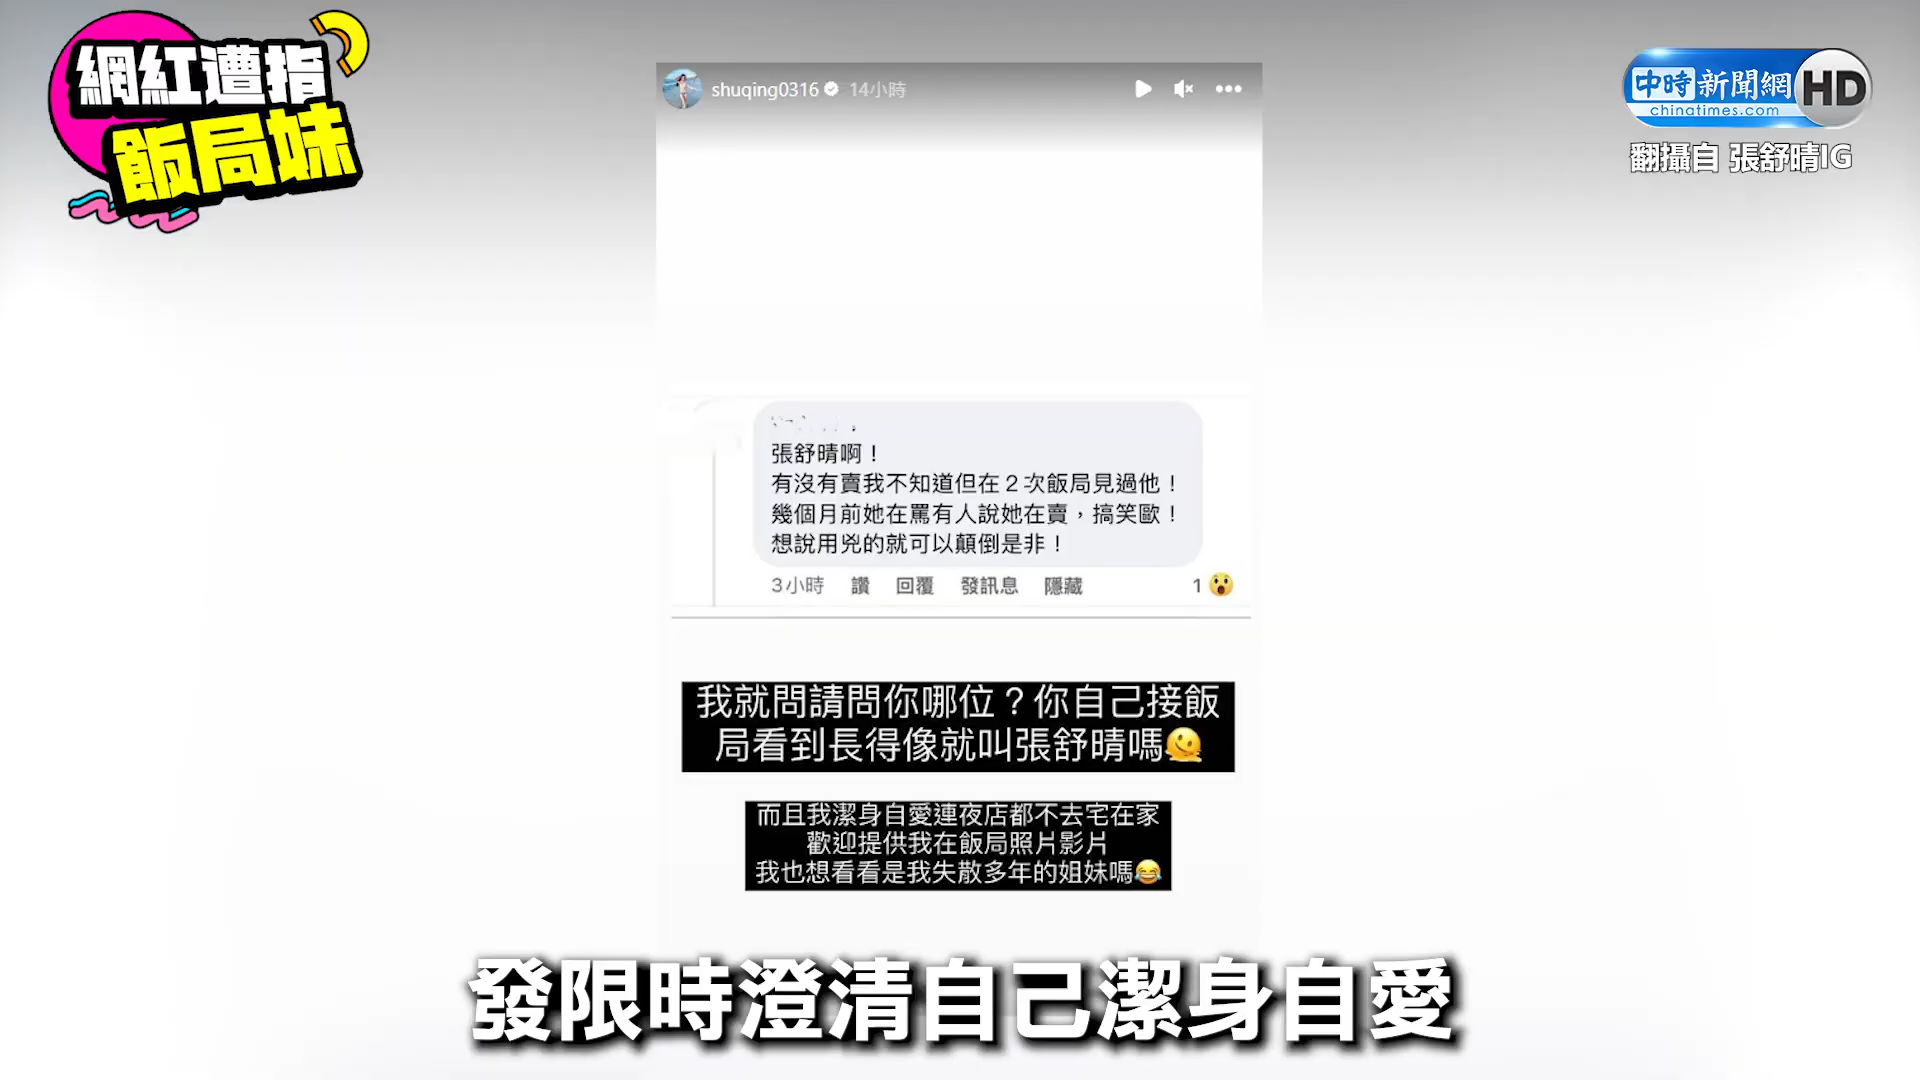 網紅遭指
飯局妹
shuqing0316 14小時
中時新聞網 HD
chinatimes.com
翻攝自 張舒晴IG
張舒晴啊！
有沒有賣我不知道但在2次飯局見過他！
幾個月前她在罵有人說她在賣，搞笑歐！
想說用兇的就可以顛倒是非！
3小時 讚 回覆 發訊息 隱藏 1😮
我就問請問你哪位？你自己接飯
局看到長得像就叫張舒晴嗎🫠
而且我潔身自愛連夜店都不去宅在家
歡迎提供我在飯局照片影片
我也想看看是我失散多年的姐妹嗎😂
發限時澄清自己潔身自愛